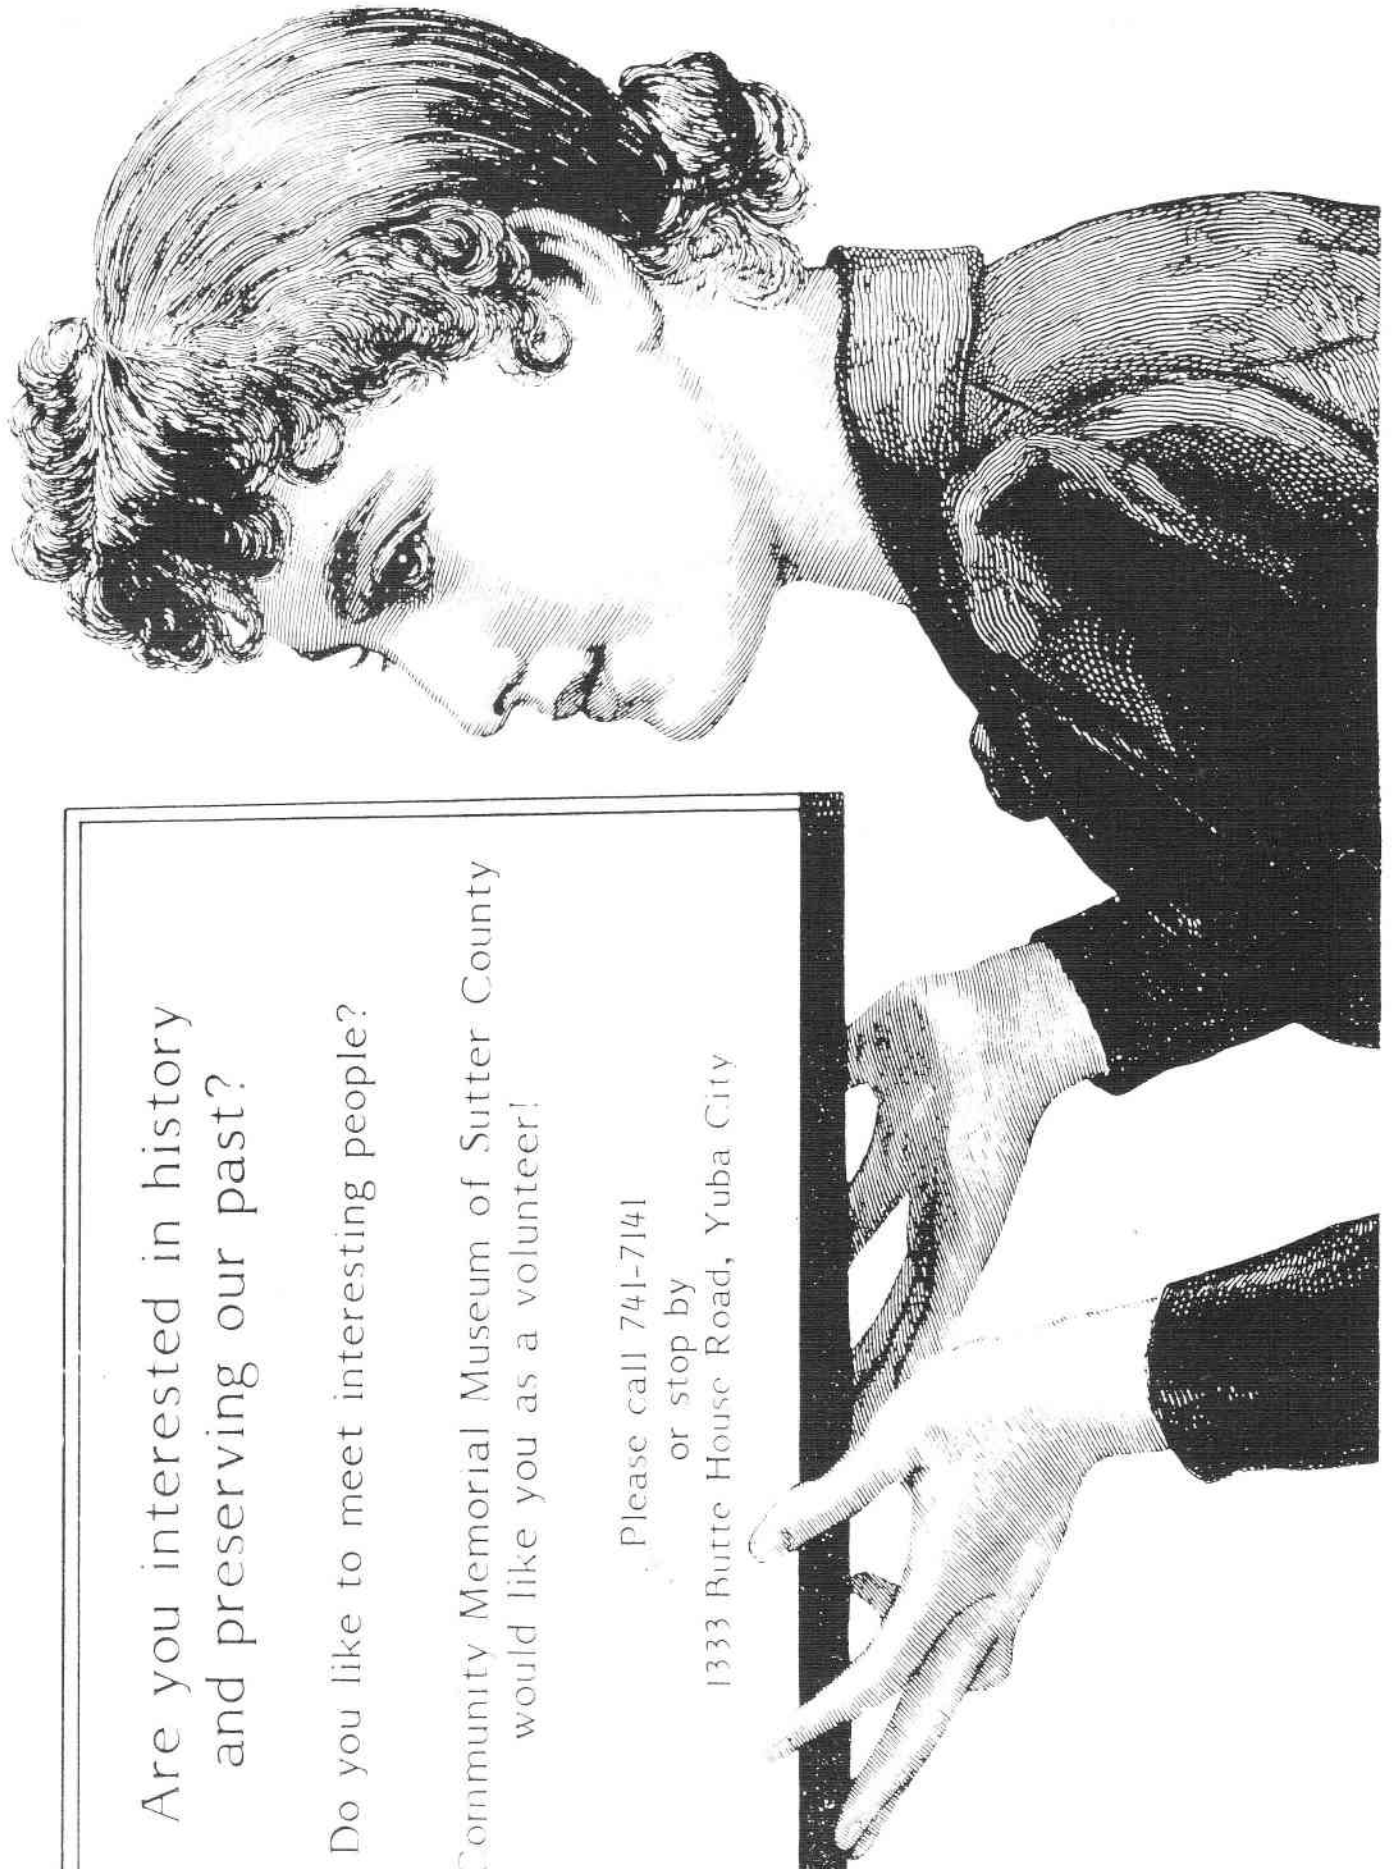 Are you interested in history
and preserving our past?
Do you like to meet interesting people?
Community Memorial Museum of Sutter County
would like you as a volunteer!
Please call 741-7141
or stop by
1333 Butte House Road, Yuba City